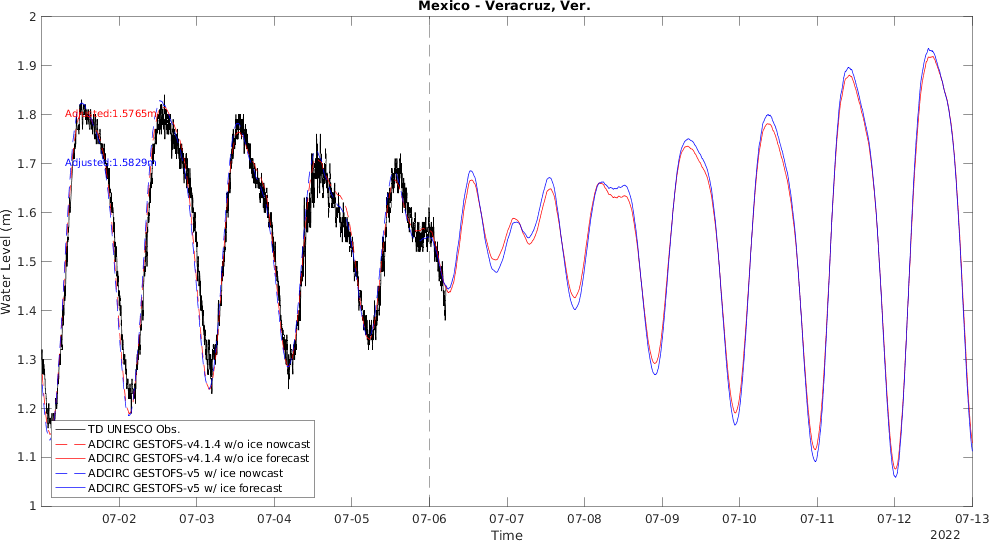 Mexico - Veracruz, Ver.
2
1.9
1.8
1.7
1.6
1.5
1.4
1.3
1.2
1.1
1
Water Level (m)
Adjusted:1.5765m
Adjusted:1.5829m
TD UNESCO Obs.
ADCIRC GESTOFS-v4.1.4 w/o ice nowcast
ADCIRC GESTOFS-v4.1.4 w/o ice forecast
ADCIRC GESTOFS-v5 w/ ice nowcast
ADCIRC GESTOFS-v5 w/ ice forecast
07-02 07-03 07-04 07-05 07-06 07-07 07-08 07-09 07-10 07-11 07-12 07-13
Time
2022